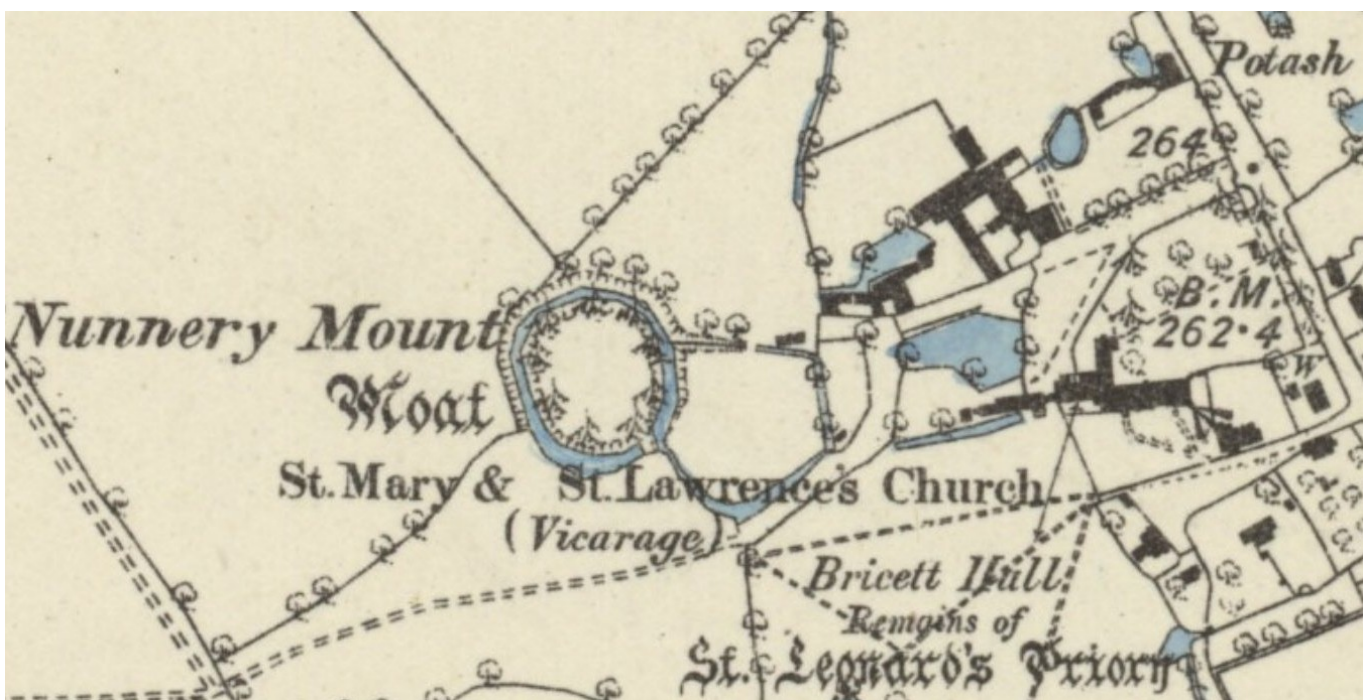 Potash
264
Nunnery Mount
Moat
B.M.
262·4
W
St. Mary & St. Lawrence's Church
(Vicarage)
Bricett Hall
Remains of
St. Leonard's Priory